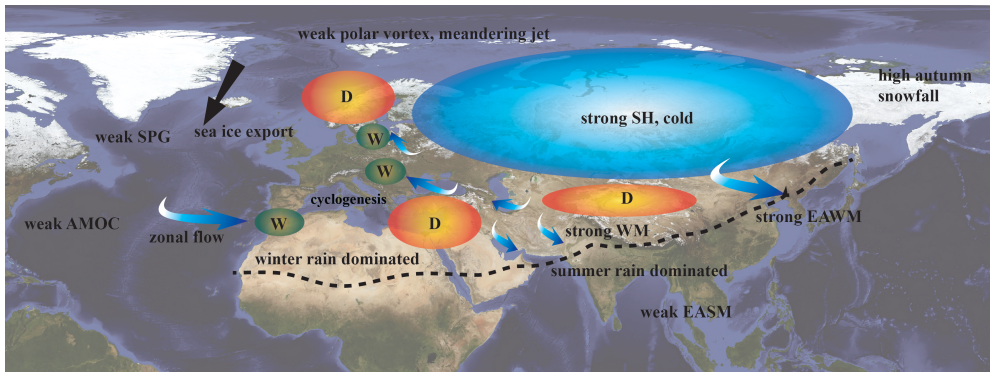 weak polar vortex, meandering jet
high autumn
snowfall
D
strong SH, cold
weak SPG
sea ice export
W
W
cyclogenesis
D
weak AMOC
zonal flow
W
D
strong WM
strong EAWM
winter rain dominated
summer rain dominated
weak EASM